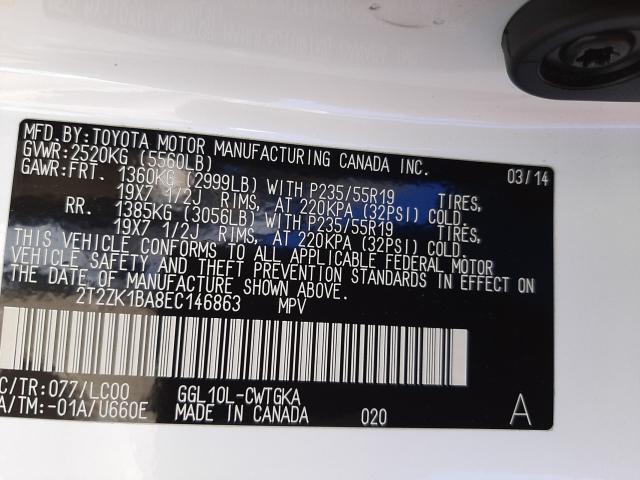 MFD.BY:TOYOTA MOTOR MANUFACTURING CANADA INC.
GVWR:2520KG (5560LB) 03/14
GAWR:FRT. 1360KG (2999LB) WITH P235/55R19 TIRES,
19X7 1/2J RIMS, AT 220KPA (32PSI) COLD.
RR. 1385KG (3056LB) WITH P235/55R19 TIRES,
19X7 1/2J RIMS, AT 220KPA (32PSI) COLD.
THIS VEHICLE CONFORMS TO ALL APPLICABLE FEDERAL MOTOR
VEHICLE SAFETY AND THEFT PREVENTION STANDARDS IN EFFECT ON
THE DATE OF MANUFACTURE SHOWN ABOVE.
2T2ZK1BA8EC146863 MPV
C/TR:077/LC00 GGL10L-CWTGKA
A/TM:-01A/U660E MADE IN CANADA 020 A